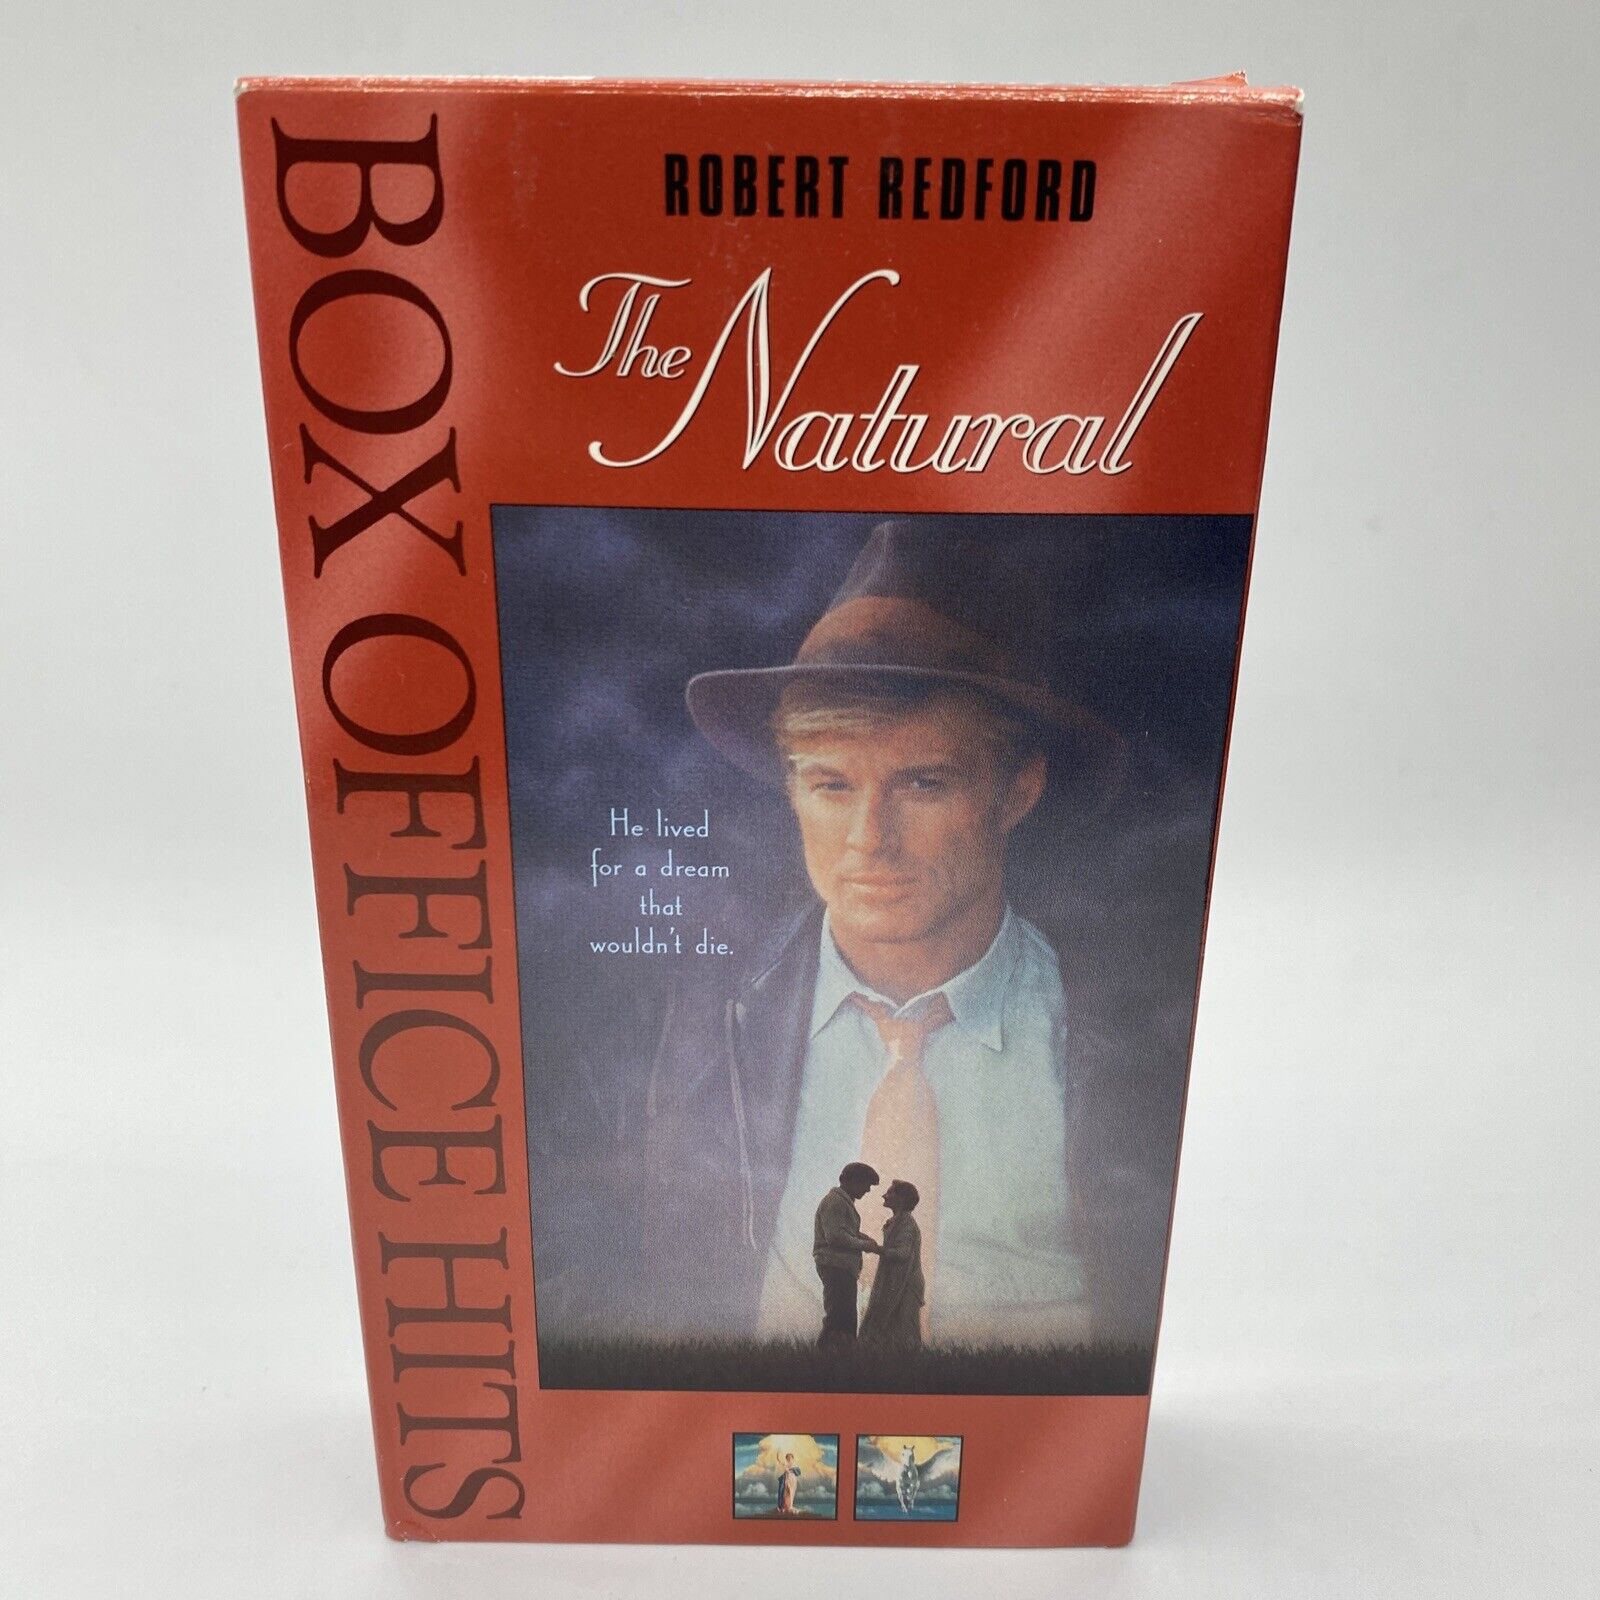 BOX OFFICE HITS
ROBERT REDFORD
The Natural
He lived
for a dream
that
wouldn't die.